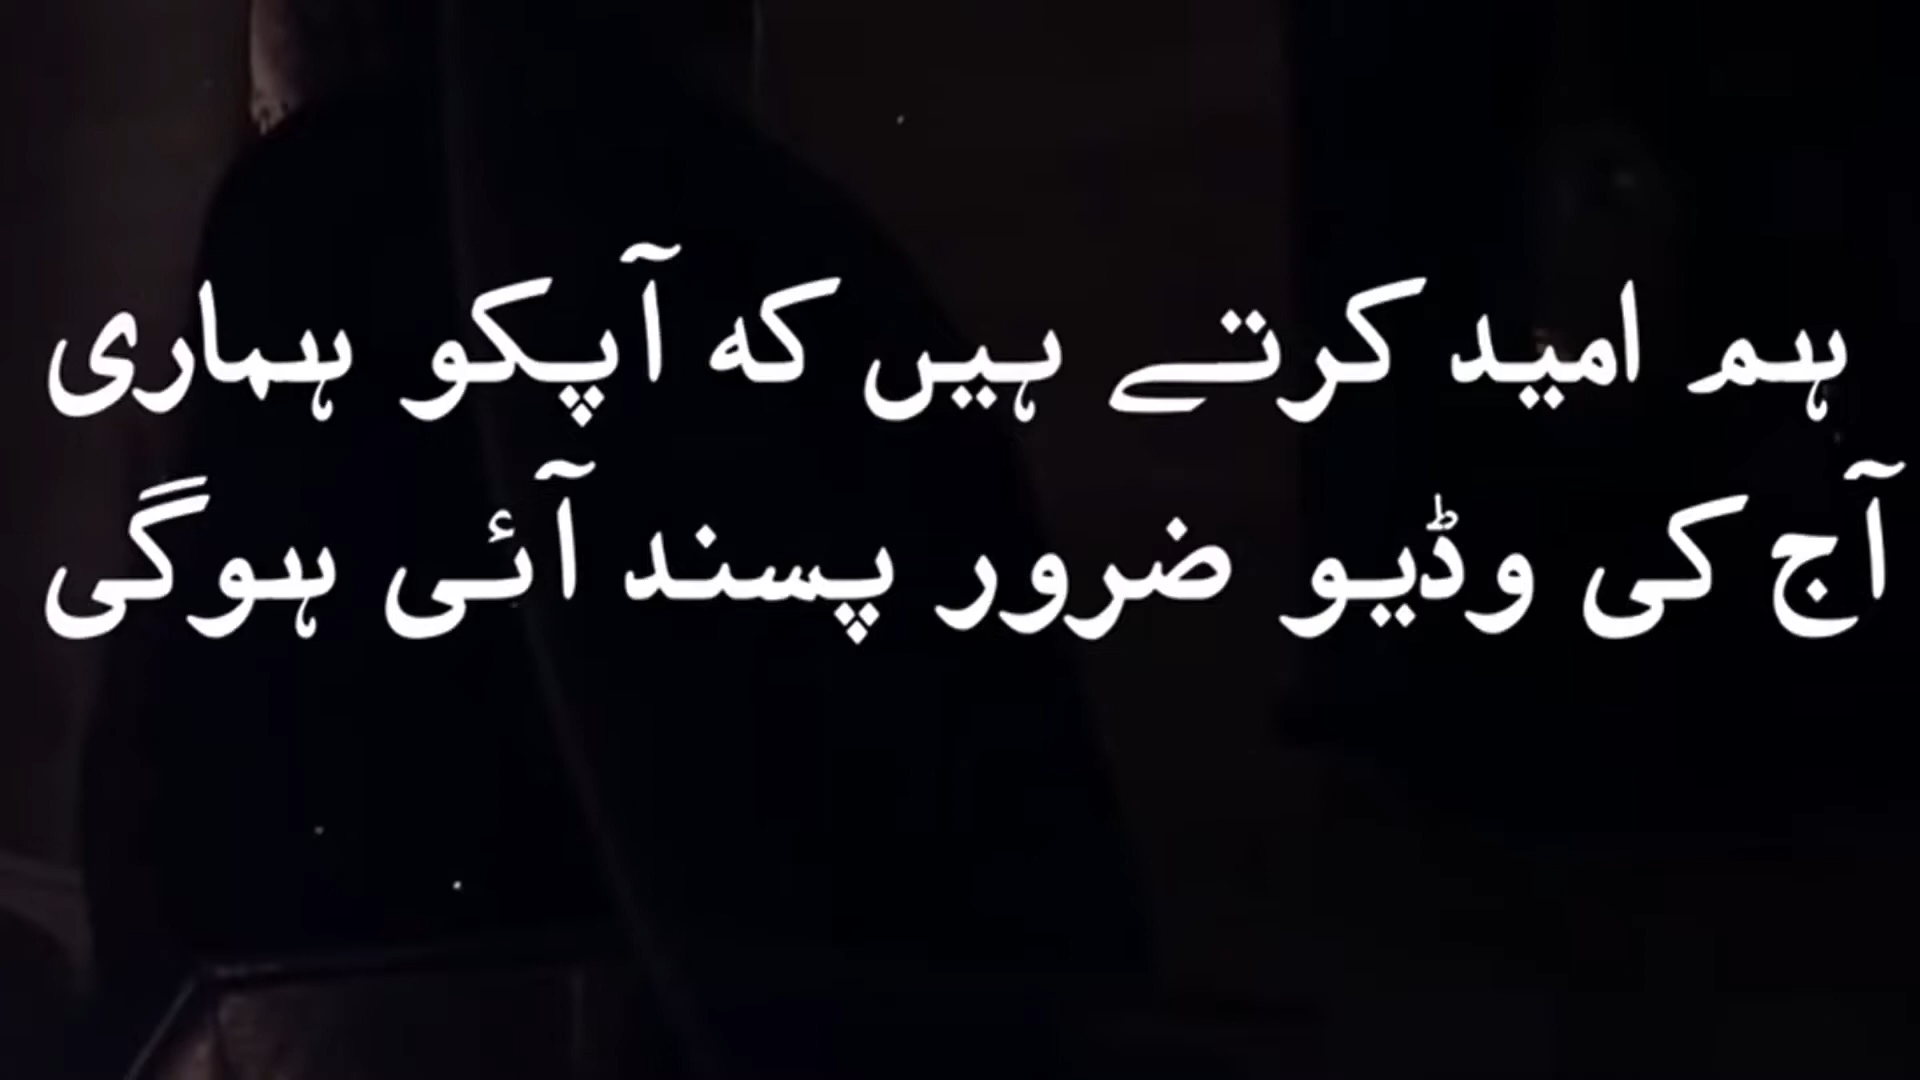 ہم امید کرتے ہیں کہ آپکو ہماری
آج کی وڈیو ضرور پسند آئی ہوگی